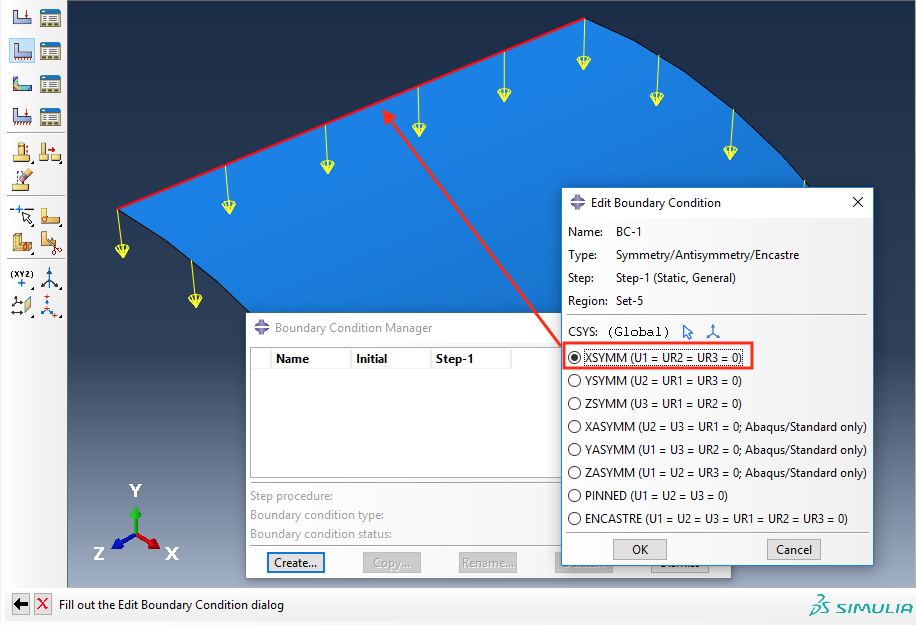 (XYZ)
Y
Z
X
Boundary Condition Manager
Name
Initial
Step-1
Step procedure:
Boundary condition type:
Boundary condition status:
Create...
Copy...
Rename...
Edit Boundary Condition
Name: BC-1
Type: Symmetry/Antisymmetry/Encastre
Step: Step-1 (Static, General)
Region: Set-5
CSYS: (Global)
XSYMM (U1 = UR2 = UR3 = 0)
YSYMM (U2 = UR1 = UR3 = 0)
ZSYMM (U3 = UR1 = UR2 = 0)
XASYMM (U2 = U3 = UR1 = 0; Abaqus/Standard only)
YASYMM (U1 = U3 = UR2 = 0; Abaqus/Standard only)
ZASYMM (U1 = U2 = UR3 = 0; Abaqus/Standard only)
PINNED (U1 = U2 = U3 = 0)
ENCASTRE (U1 = U2 = U3 = UR1 = UR2 = UR3 = 0)
OK
Cancel
Fill out the Edit Boundary Condition dialog
SIMULIA